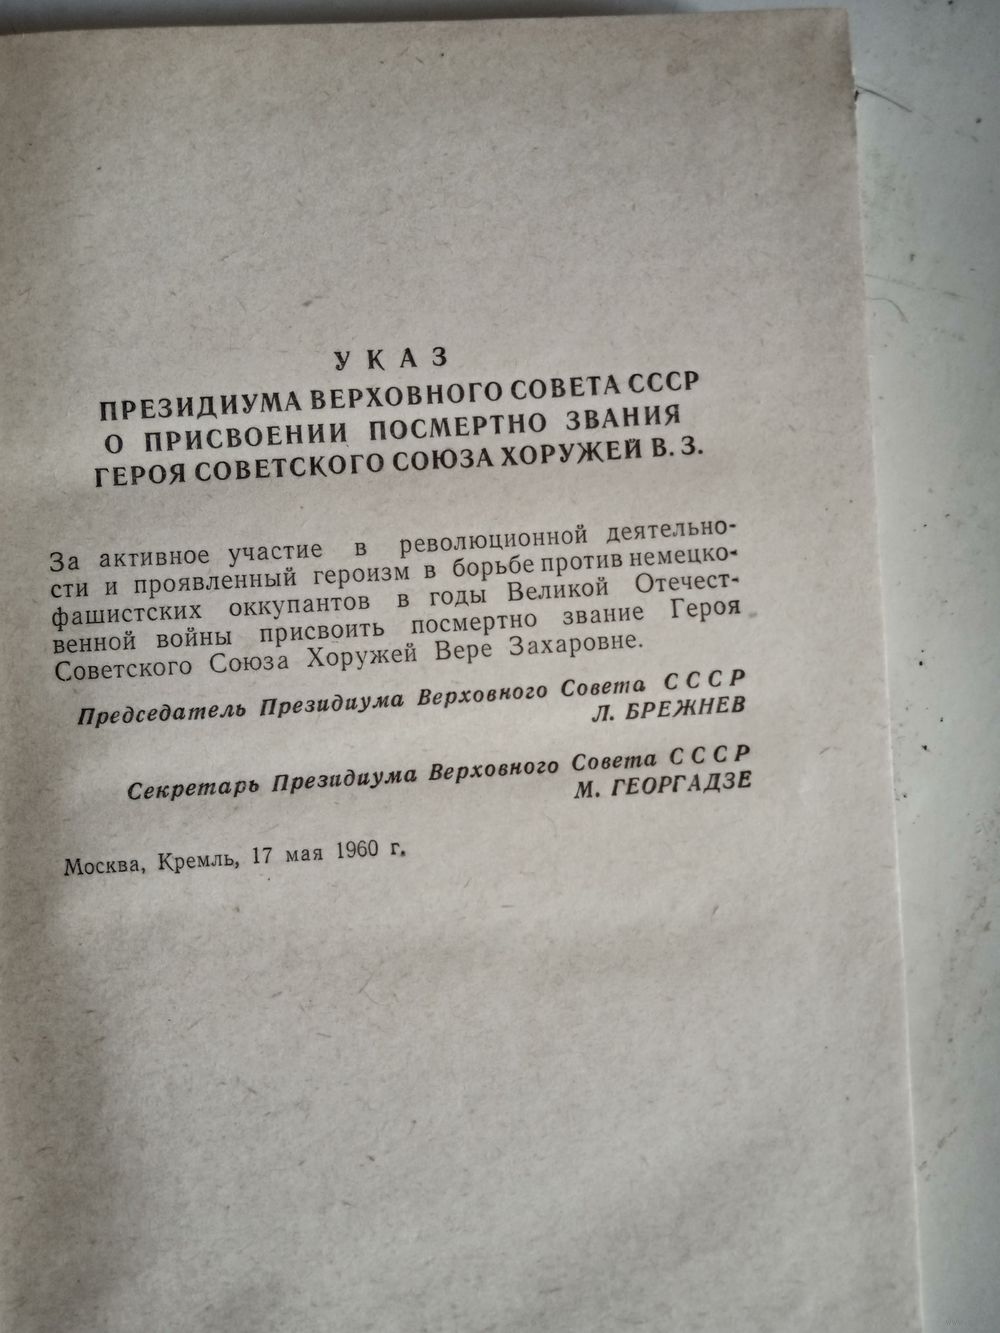 УКАЗ
ПРЕЗИДИУМА ВЕРХОВНОГО СОВЕТА СССР
О ПРИСВОЕНИИ ПОСМЕРТНО ЗВАНИЯ
ГЕРОЯ СОВЕТСКОГО СОЮЗА ХОРУЖЕЙ В. З.
За активное участие в революционной деятельно-
сти и проявленный героизм в борьбе против немецко-
фашистских оккупантов в годы Великой Отечест-
венной войны присвоить посмертно звание Героя
Советского Союза Хоружей Вере Захаровне.
Председатель Президиума Верховного Совета СССР
Л. БРЕЖНЕВ
Секретарь Президиума Верховного Совета СССР
М. ГЕОРГАДЗЕ
Москва, Кремль, 17 мая 1960 г.